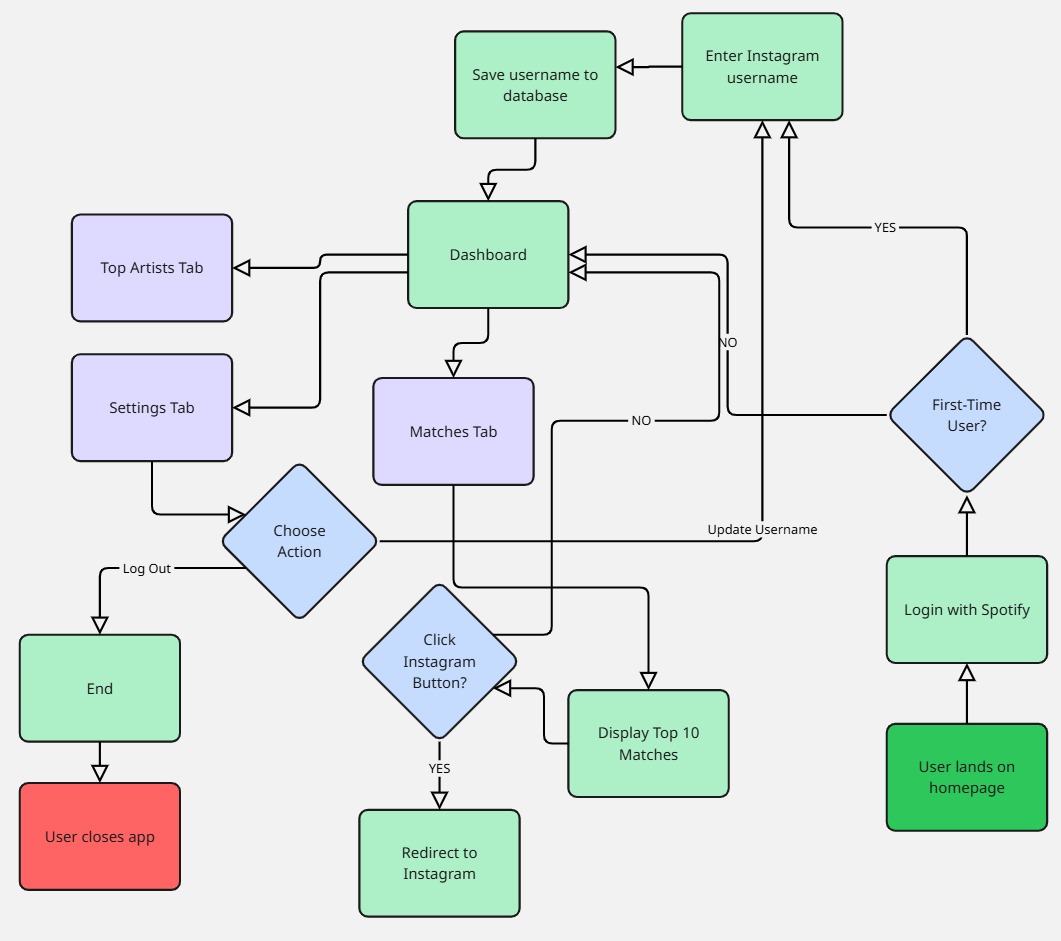 Enter Instagram
username
Save username to
database
YES
Dashboard
Top Artists Tab
NO
Settings Tab
Matches Tab
NO
First-Time
User?
Choose
Action
Update Username
Log Out
Login with Spotify
Click
Instagram
Button?
End
Display Top 10
Matches
YES
User lands on
homepage
User closes app
Redirect to
Instagram